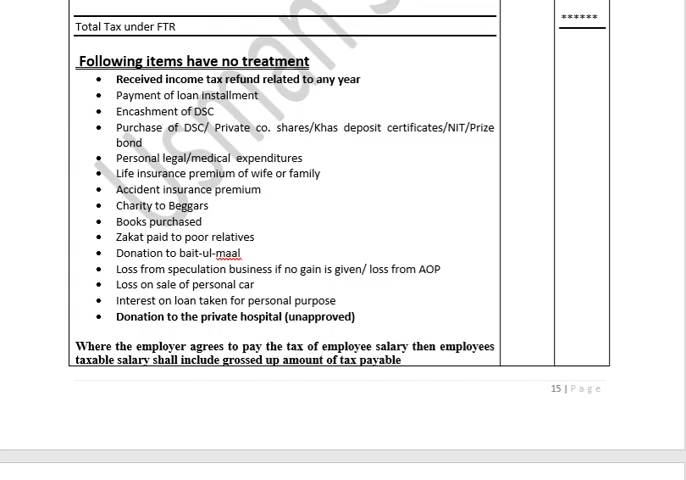 ******
Total Tax under FTR
Following items have no treatment
• Received income tax refund related to any year
• Payment of loan installment
• Encashment of DSC
• Purchase of DSC/ Private co. shares/Khas deposit certificates/NIT/Prize
bond
• Personal legal/medical expenditures
• Life insurance premium of wife or family
• Accident insurance premium
• Charity to Beggars
• Books purchased
• Zakat paid to poor relatives
• Donation to bait-ul-maal
• Loss from speculation business if no gain is given/ loss from AOP
• Loss on sale of personal car
• Interest on loan taken for personal purpose
• Donation to the private hospital (unapproved)
Where the employer agrees to pay the tax of employee salary then employees
taxable salary shall include grossed up amount of tax payable
15 | Page
Usman